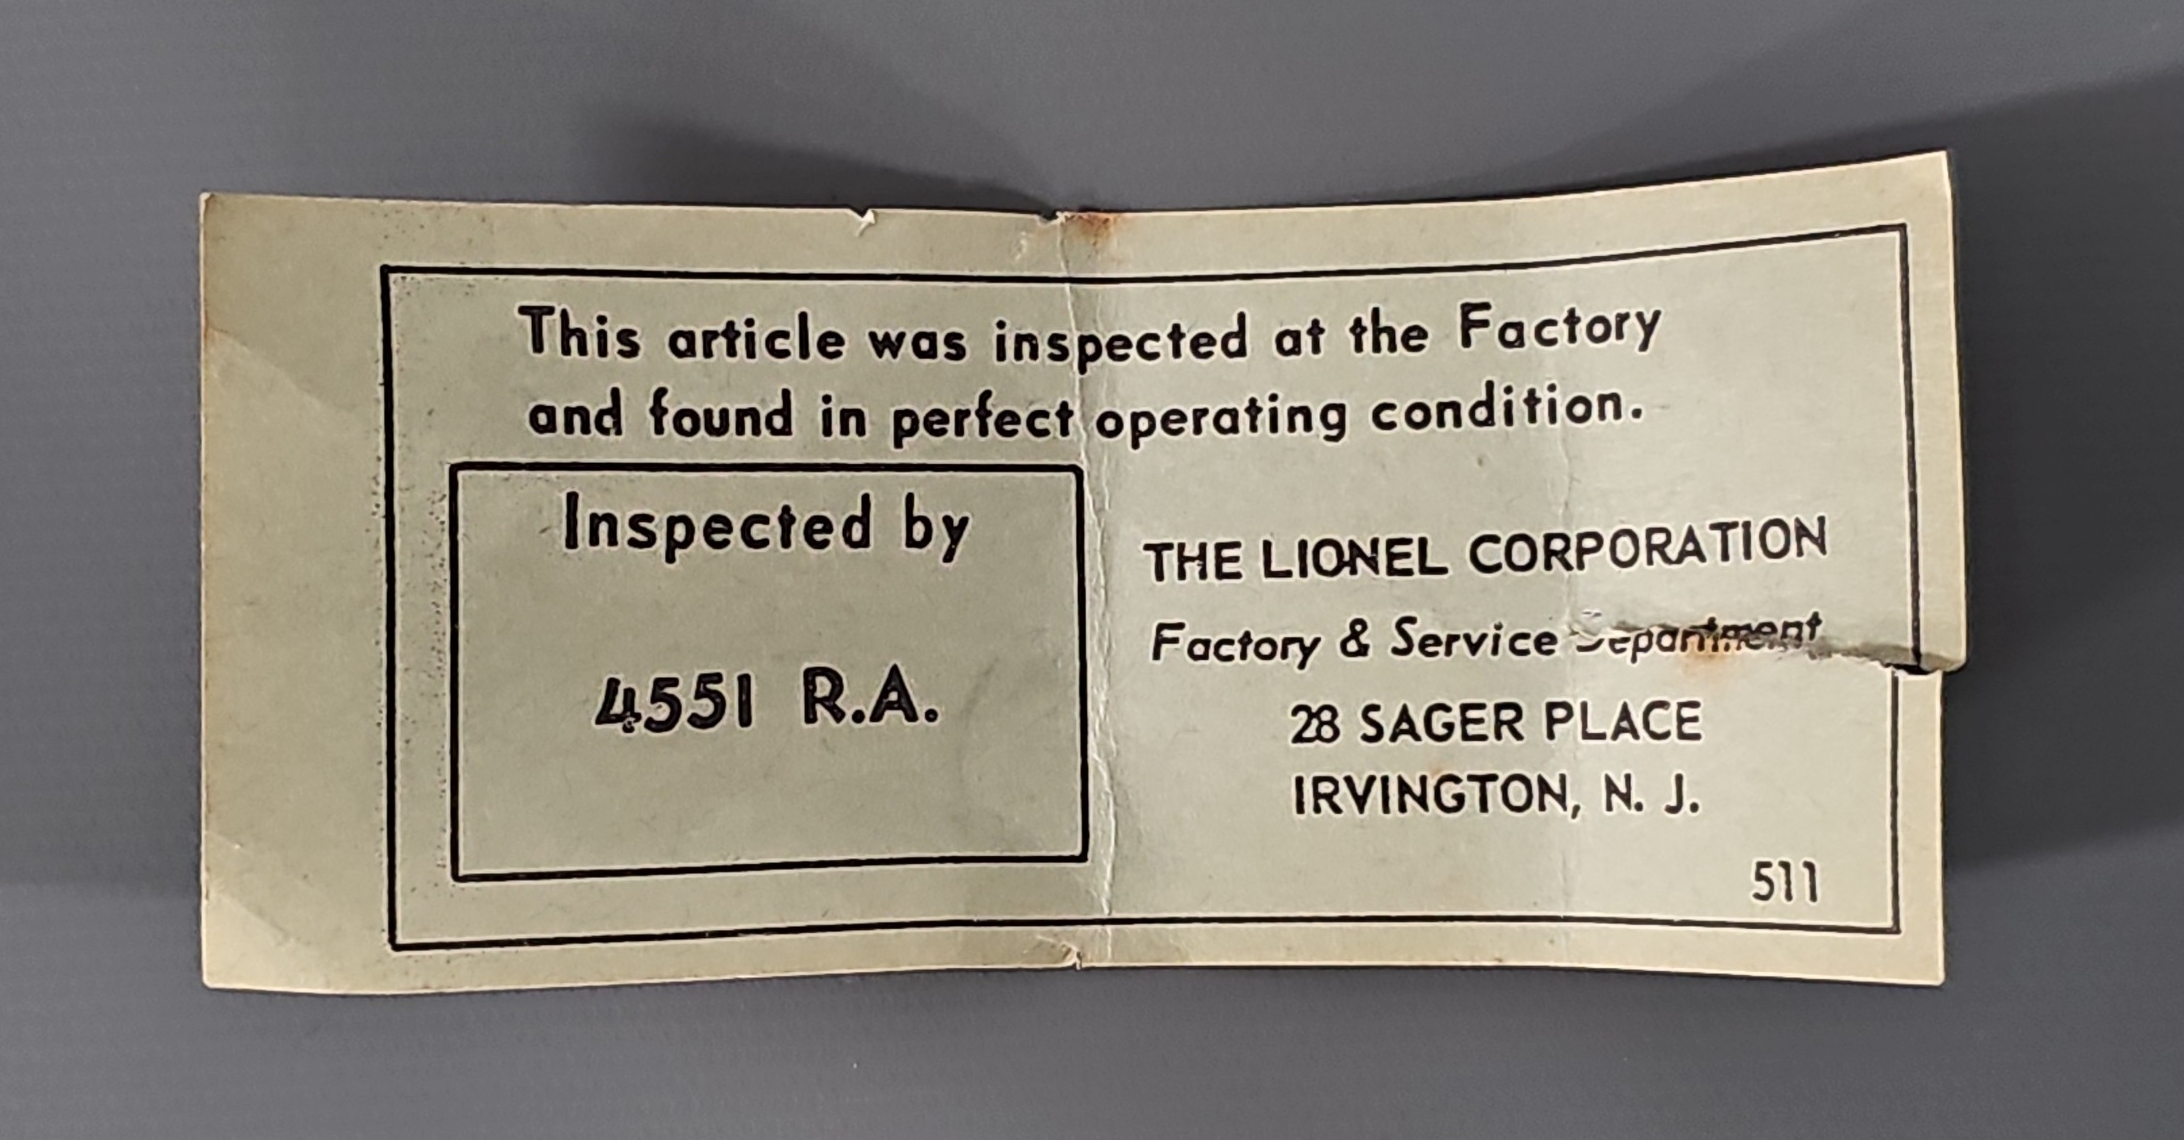 This article was inspected at the Factory
and found in perfect operating condition.
Inspected by
4551 R.A.
THE LIONEL CORPORATION
Factory & Service Department
28 SAGER PLACE
IRVINGTON, N. J.
511